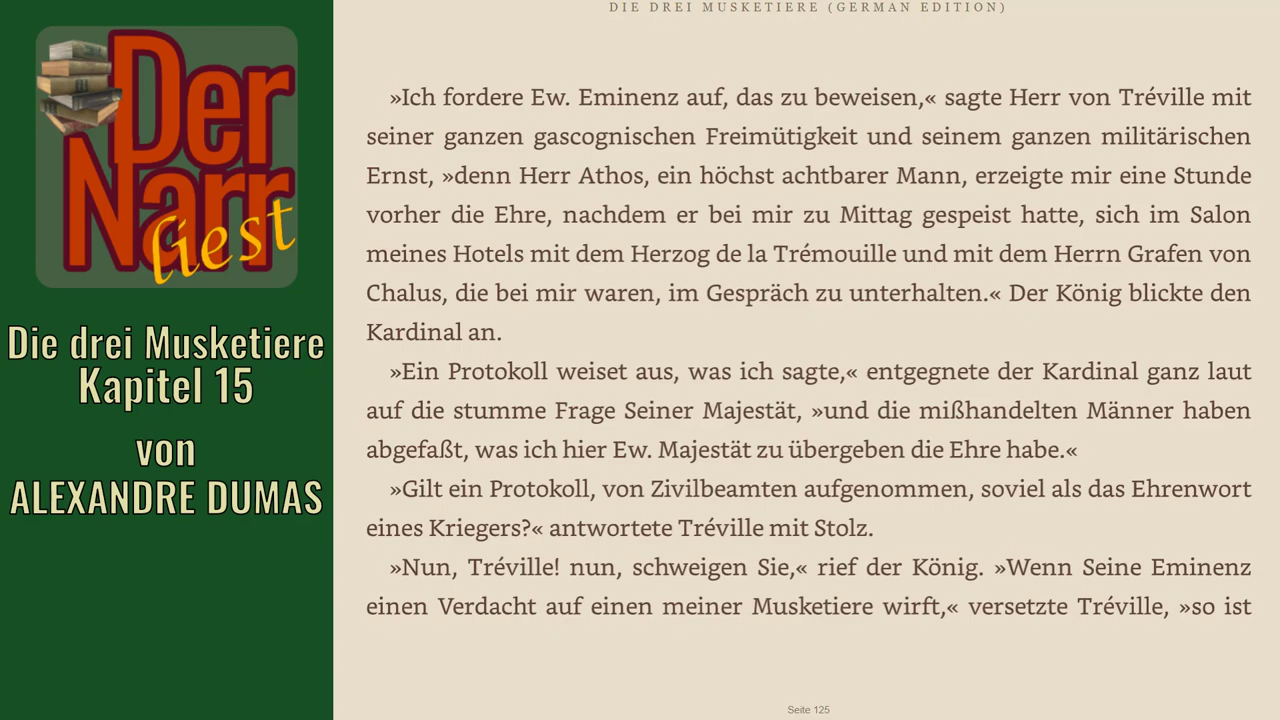 Der
Narr
liest
Die drei Musketiere
Kapitel 15
von
ALEXANDRE DUMAS
DIE DREI MUSKETIERE (GERMAN EDITION)
»Ich fordere Ew. Eminenz auf, das zu beweisen,« sagte Herr von Tréville mit
seiner ganzen gascognischen Freimütigkeit und seinem ganzen militärischen
Ernst, »denn Herr Athos, ein höchst achtbarer Mann, erzeigte mir eine Stunde
vorher die Ehre, nachdem er bei mir zu Mittag gespeist hatte, sich im Salon
meines Hotels mit dem Herzog de la Trémouille und mit dem Herrn Grafen von
Chalus, die bei mir waren, im Gespräch zu unterhalten.« Der König blickte den
Kardinal an.
»Ein Protokoll weiset aus, was ich sagte,« entgegnete der Kardinal ganz laut
auf die stumme Frage Seiner Majestät, »und die mißhandelten Männer haben
abgefaßt, was ich hier Ew. Majestät zu übergeben die Ehre habe.«
»Gilt ein Protokoll, von Zivilbeamten aufgenommen, soviel als das Ehrenwort
eines Kriegers?« antwortete Tréville mit Stolz.
»Nun, Tréville! nun, schweigen Sie,« rief der König. »Wenn Seine Eminenz
einen Verdacht auf einen meiner Musketiere wirft,« versetzte Tréville, »so ist
Seite 125